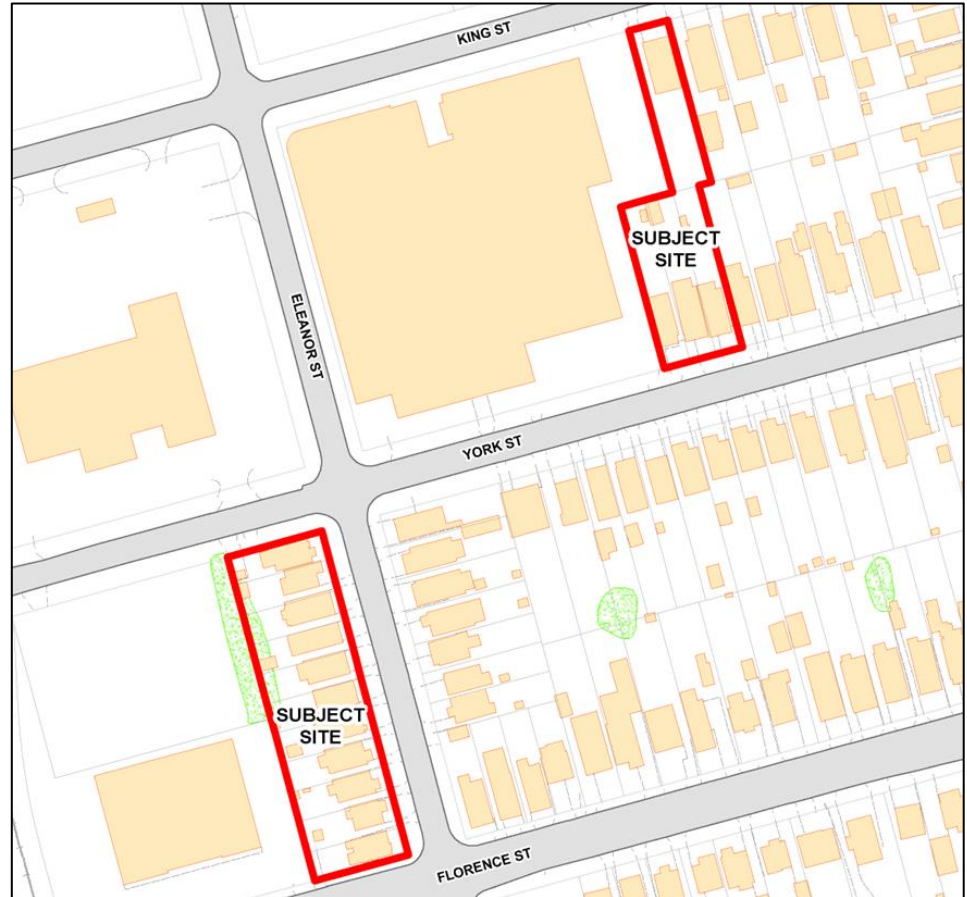 KING ST
SUBJECT
SITE
ELEANOR ST
YORK ST
SUBJECT
SITE
FLORENCE ST